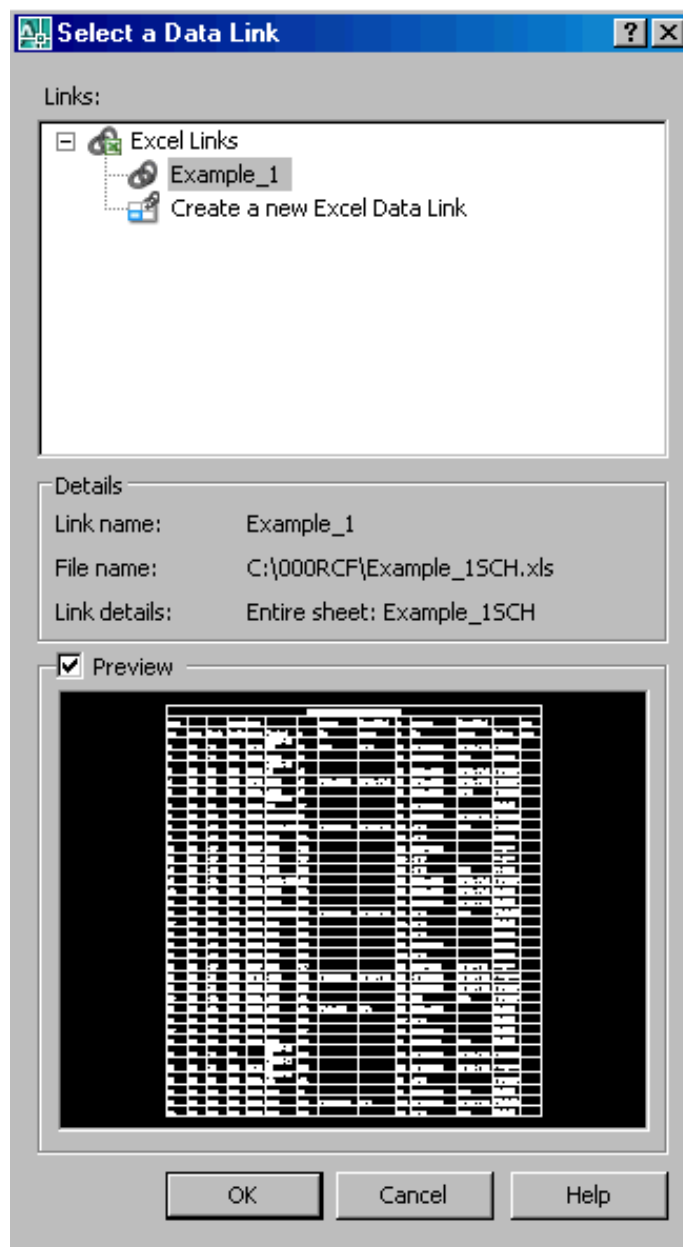 Select a Data Link
Links:
Excel Links
Example_1
Create a new Excel Data Link
Details
Link name: Example_1
File name: C:\000RCF\Example_1SCH.xls
Link details: Entire sheet: Example_1SCH
Preview
OK Cancel Help